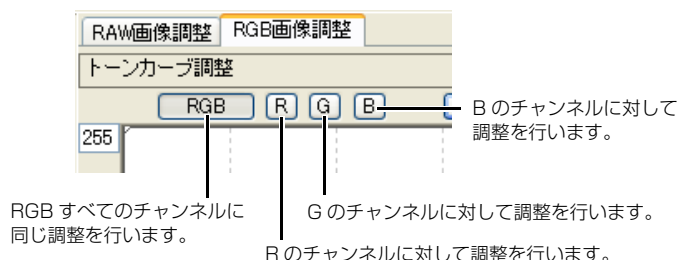 RAW画像調整 RGB画像調整
トーンカーブ調整
RGB R G B
255
B のチャンネルに対して
調整を行います。
RGB すべてのチャンネルに
同じ調整を行います。
G のチャンネルに対して調整を行います。
R のチャンネルに対して調整を行います。